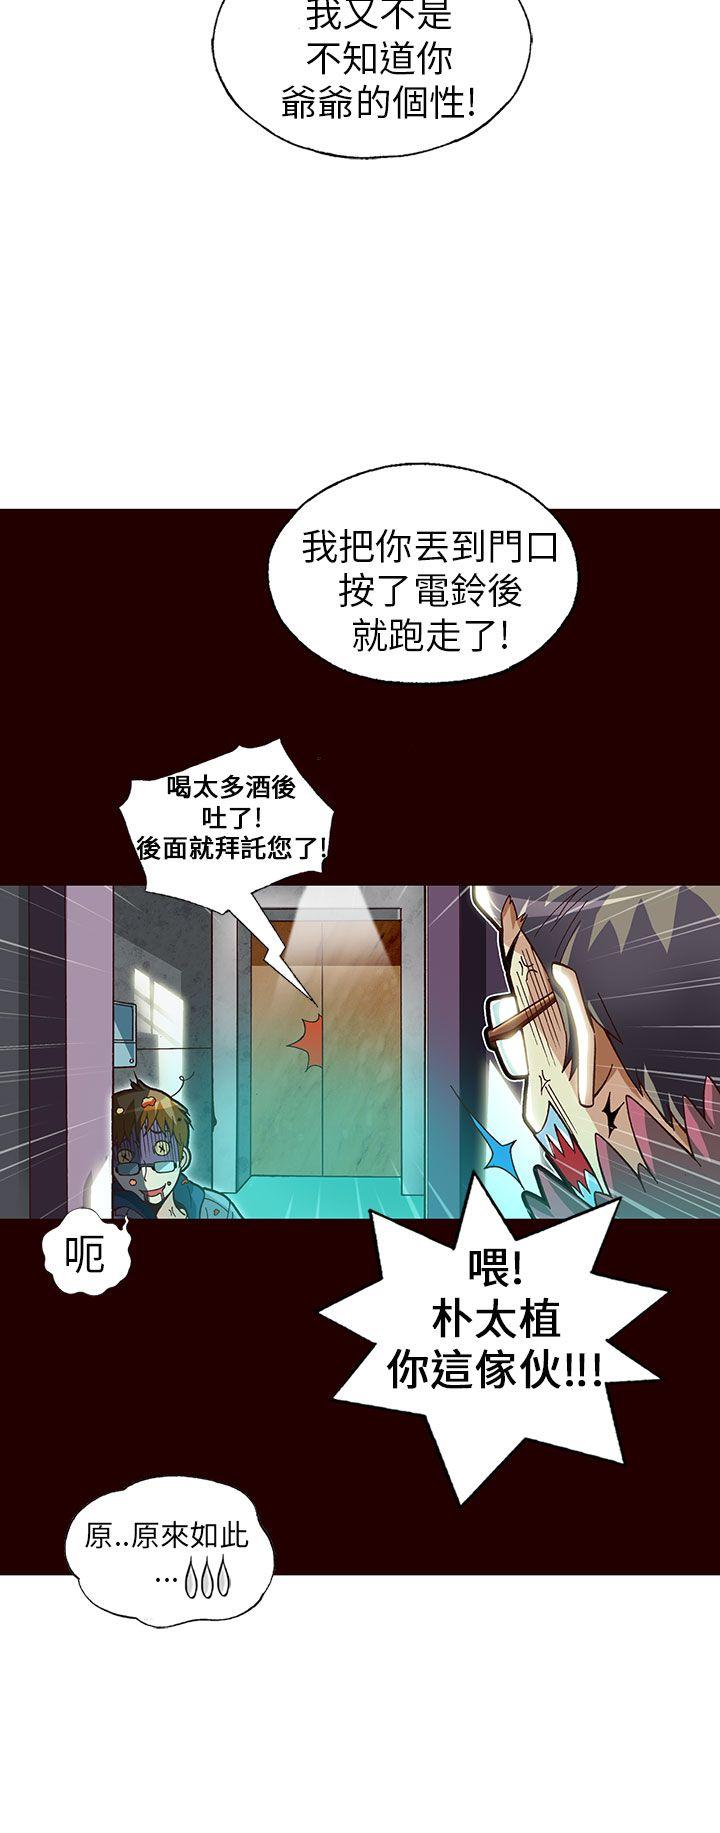 我又不是
不知道你
爺爺的個性!
我把你丟到門口
按了電鈴後
就跑走了!
喝太多酒後
吐了!
後面就拜託您了!
呃
喂!
朴太植
你這傢伙!!!
原..原來如此
...